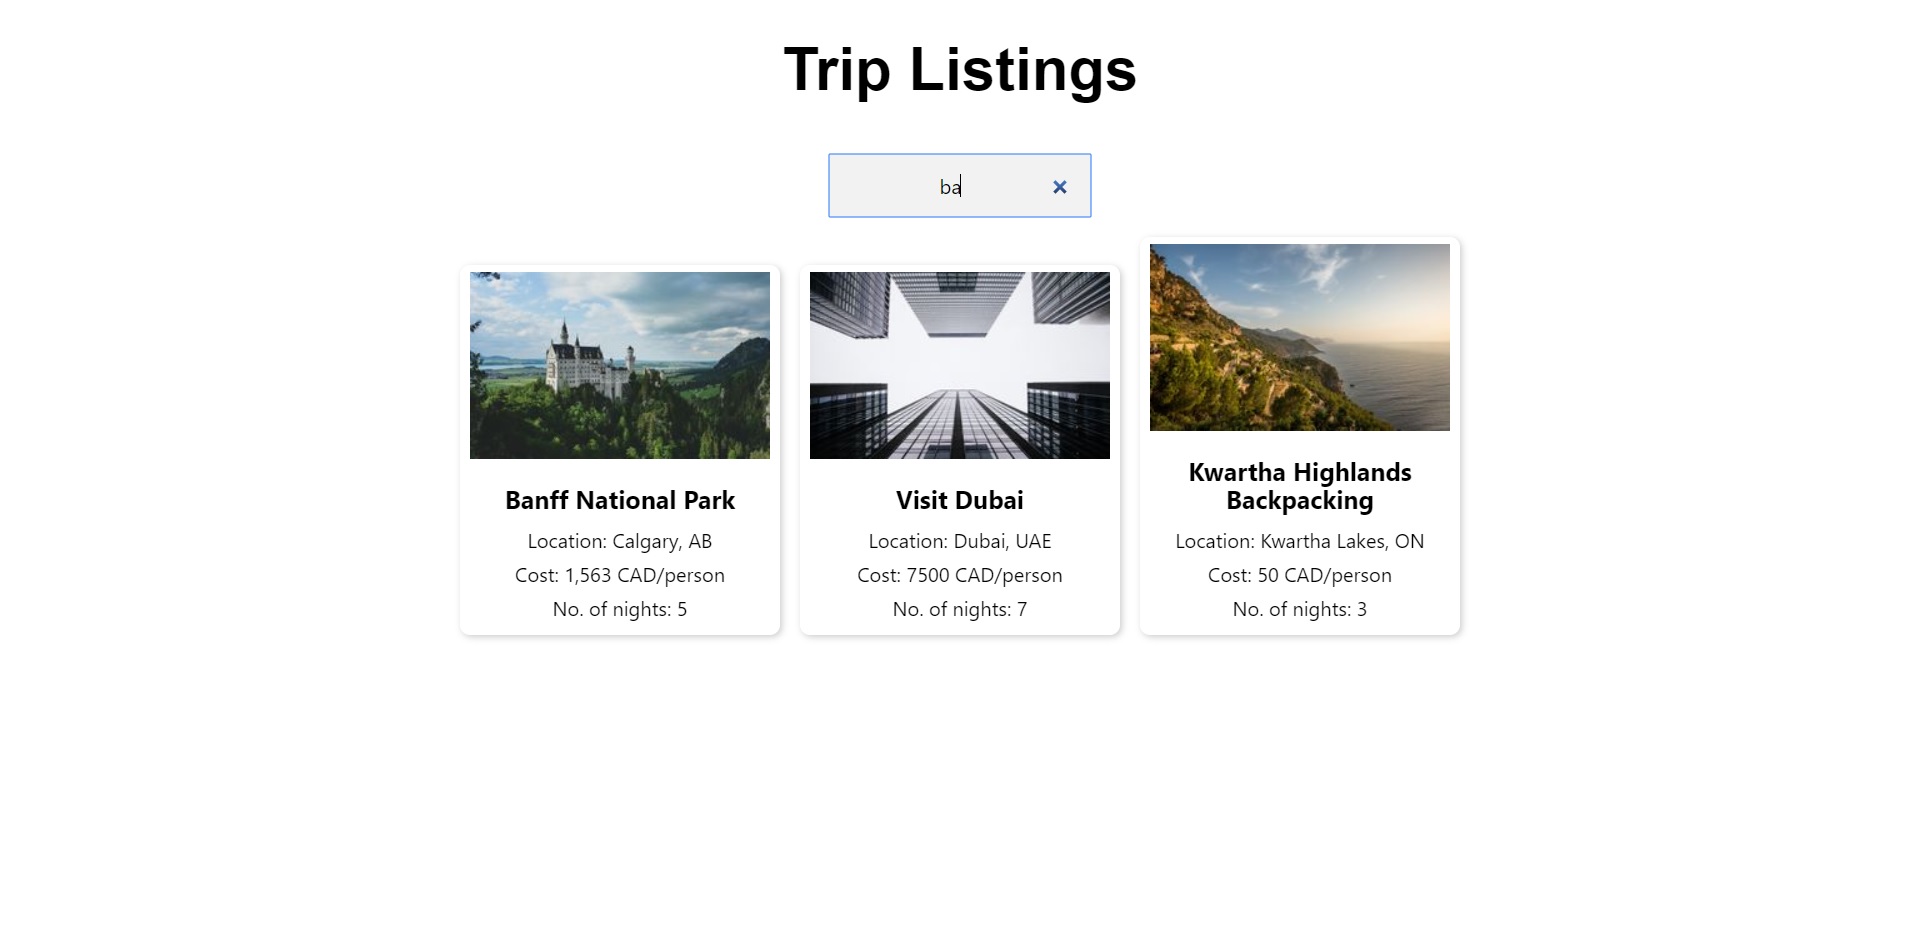 Trip Listings
ba
Banff National Park
Location: Calgary, AB
Cost: 1,563 CAD/person
No. of nights: 5
Visit Dubai
Location: Dubai, UAE
Cost: 7500 CAD/person
No. of nights: 7
Kwartha Highlands
Backpacking
Location: Kwartha Lakes, ON
Cost: 50 CAD/person
No. of nights: 3